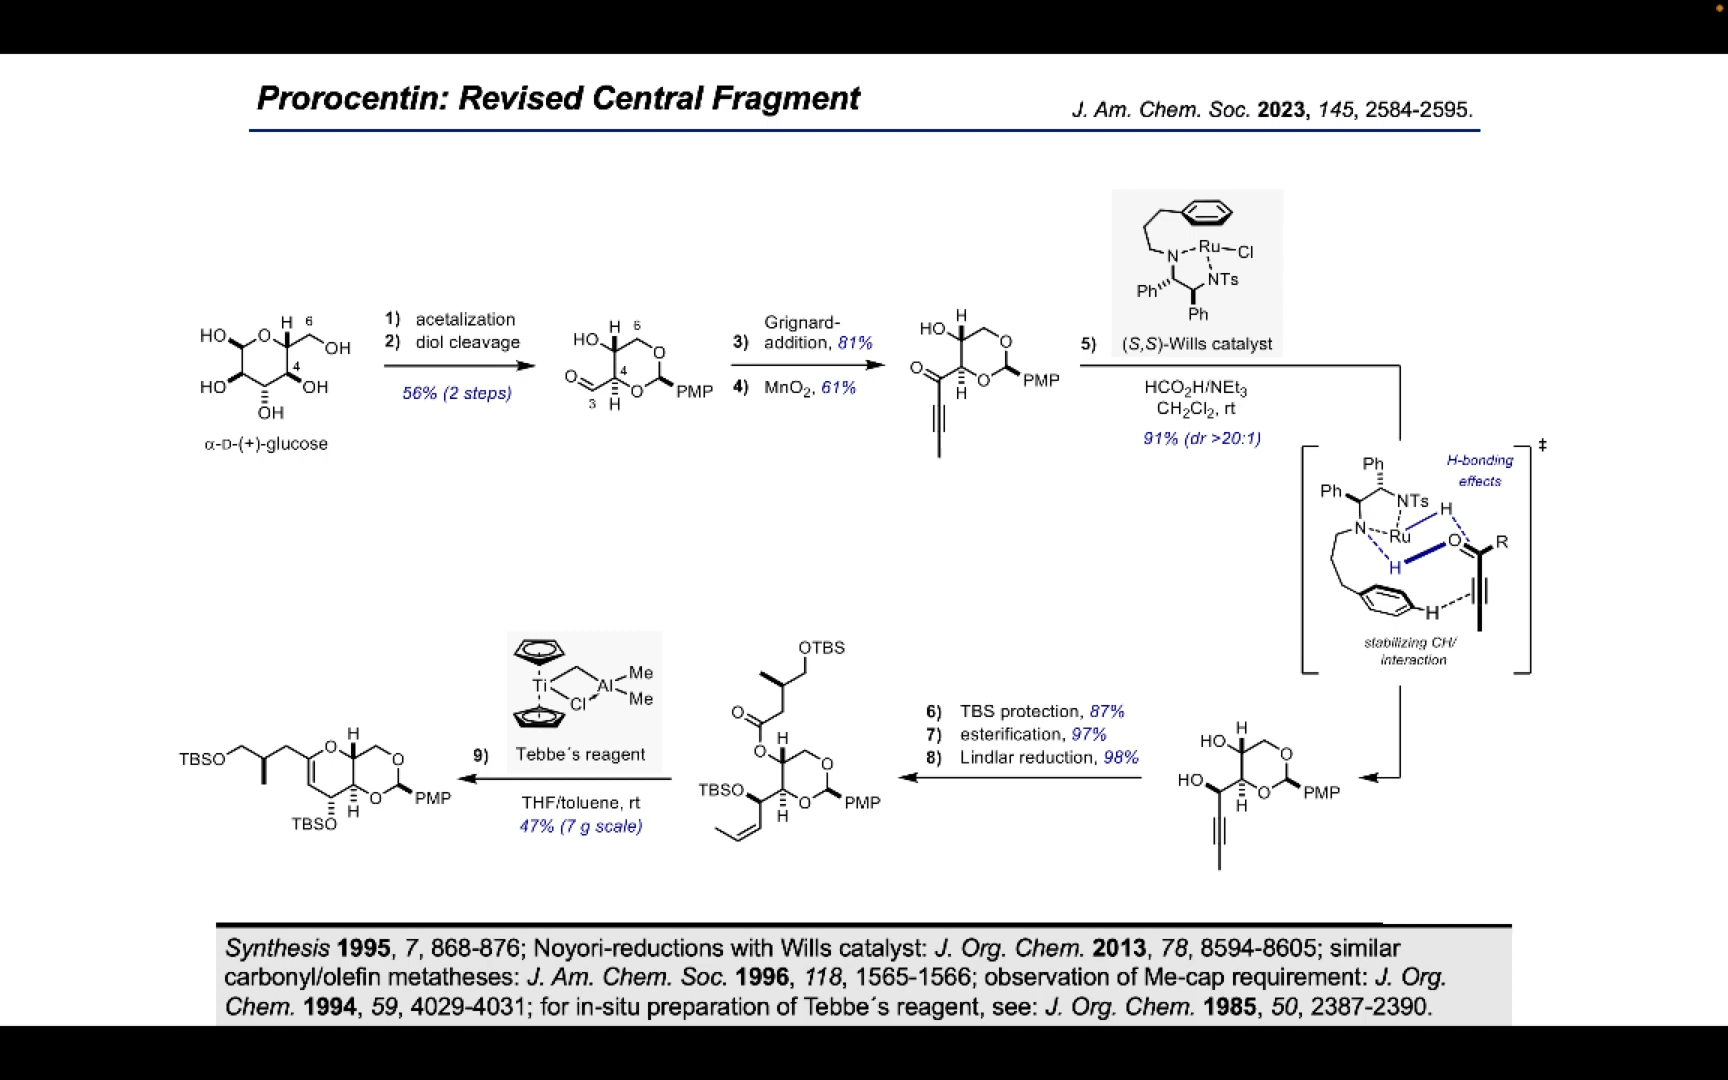 Prorocentin: Revised Central Fragment
J. Am. Chem. Soc. 2023, 145, 2584-2595.
HO O H 6
OH
4
HO OH
OH
α-D-(+)-glucose
1) acetalization
2) diol cleavage
56% (2 steps)
H 6
HO
O
O 4
O PMP
3 H
Grignard-
3) addition, 81%
4) MnO2, 61%
H
HO
O
O
O PMP
H
Ru Cl
N
NTs
Ph
Ph
5) (S,S)-Wills catalyst
HCO2H/NEt3
CH2Cl2, rt
91% (dr >20:1)
‡
Ph H-bonding
effects
Ph NTs
H
N Ru
O R
H
H
stabilizing CH/
interaction
H
HO
O
HO
O PMP
H
6) TBS protection, 87%
7) esterification, 97%
8) Lindlar reduction, 98%
OTBS
O
O H
O
TBSO
O PMP
H
Ti Al Me
Cl Me
9) Tebbe´s reagent
THF/toluene, rt
47% (7 g scale)
H
TBSO O O
O PMP
H
TBSO
Synthesis 1995, 7, 868-876; Noyori-reductions with Wills catalyst: J. Org. Chem. 2013, 78, 8594-8605; similar
carbonyl/olefin metatheses: J. Am. Chem. Soc. 1996, 118, 1565-1566; observation of Me-cap requirement: J. Org.
Chem. 1994, 59, 4029-4031; for in-situ preparation of Tebbe´s reagent, see: J. Org. Chem. 1985, 50, 2387-2390.